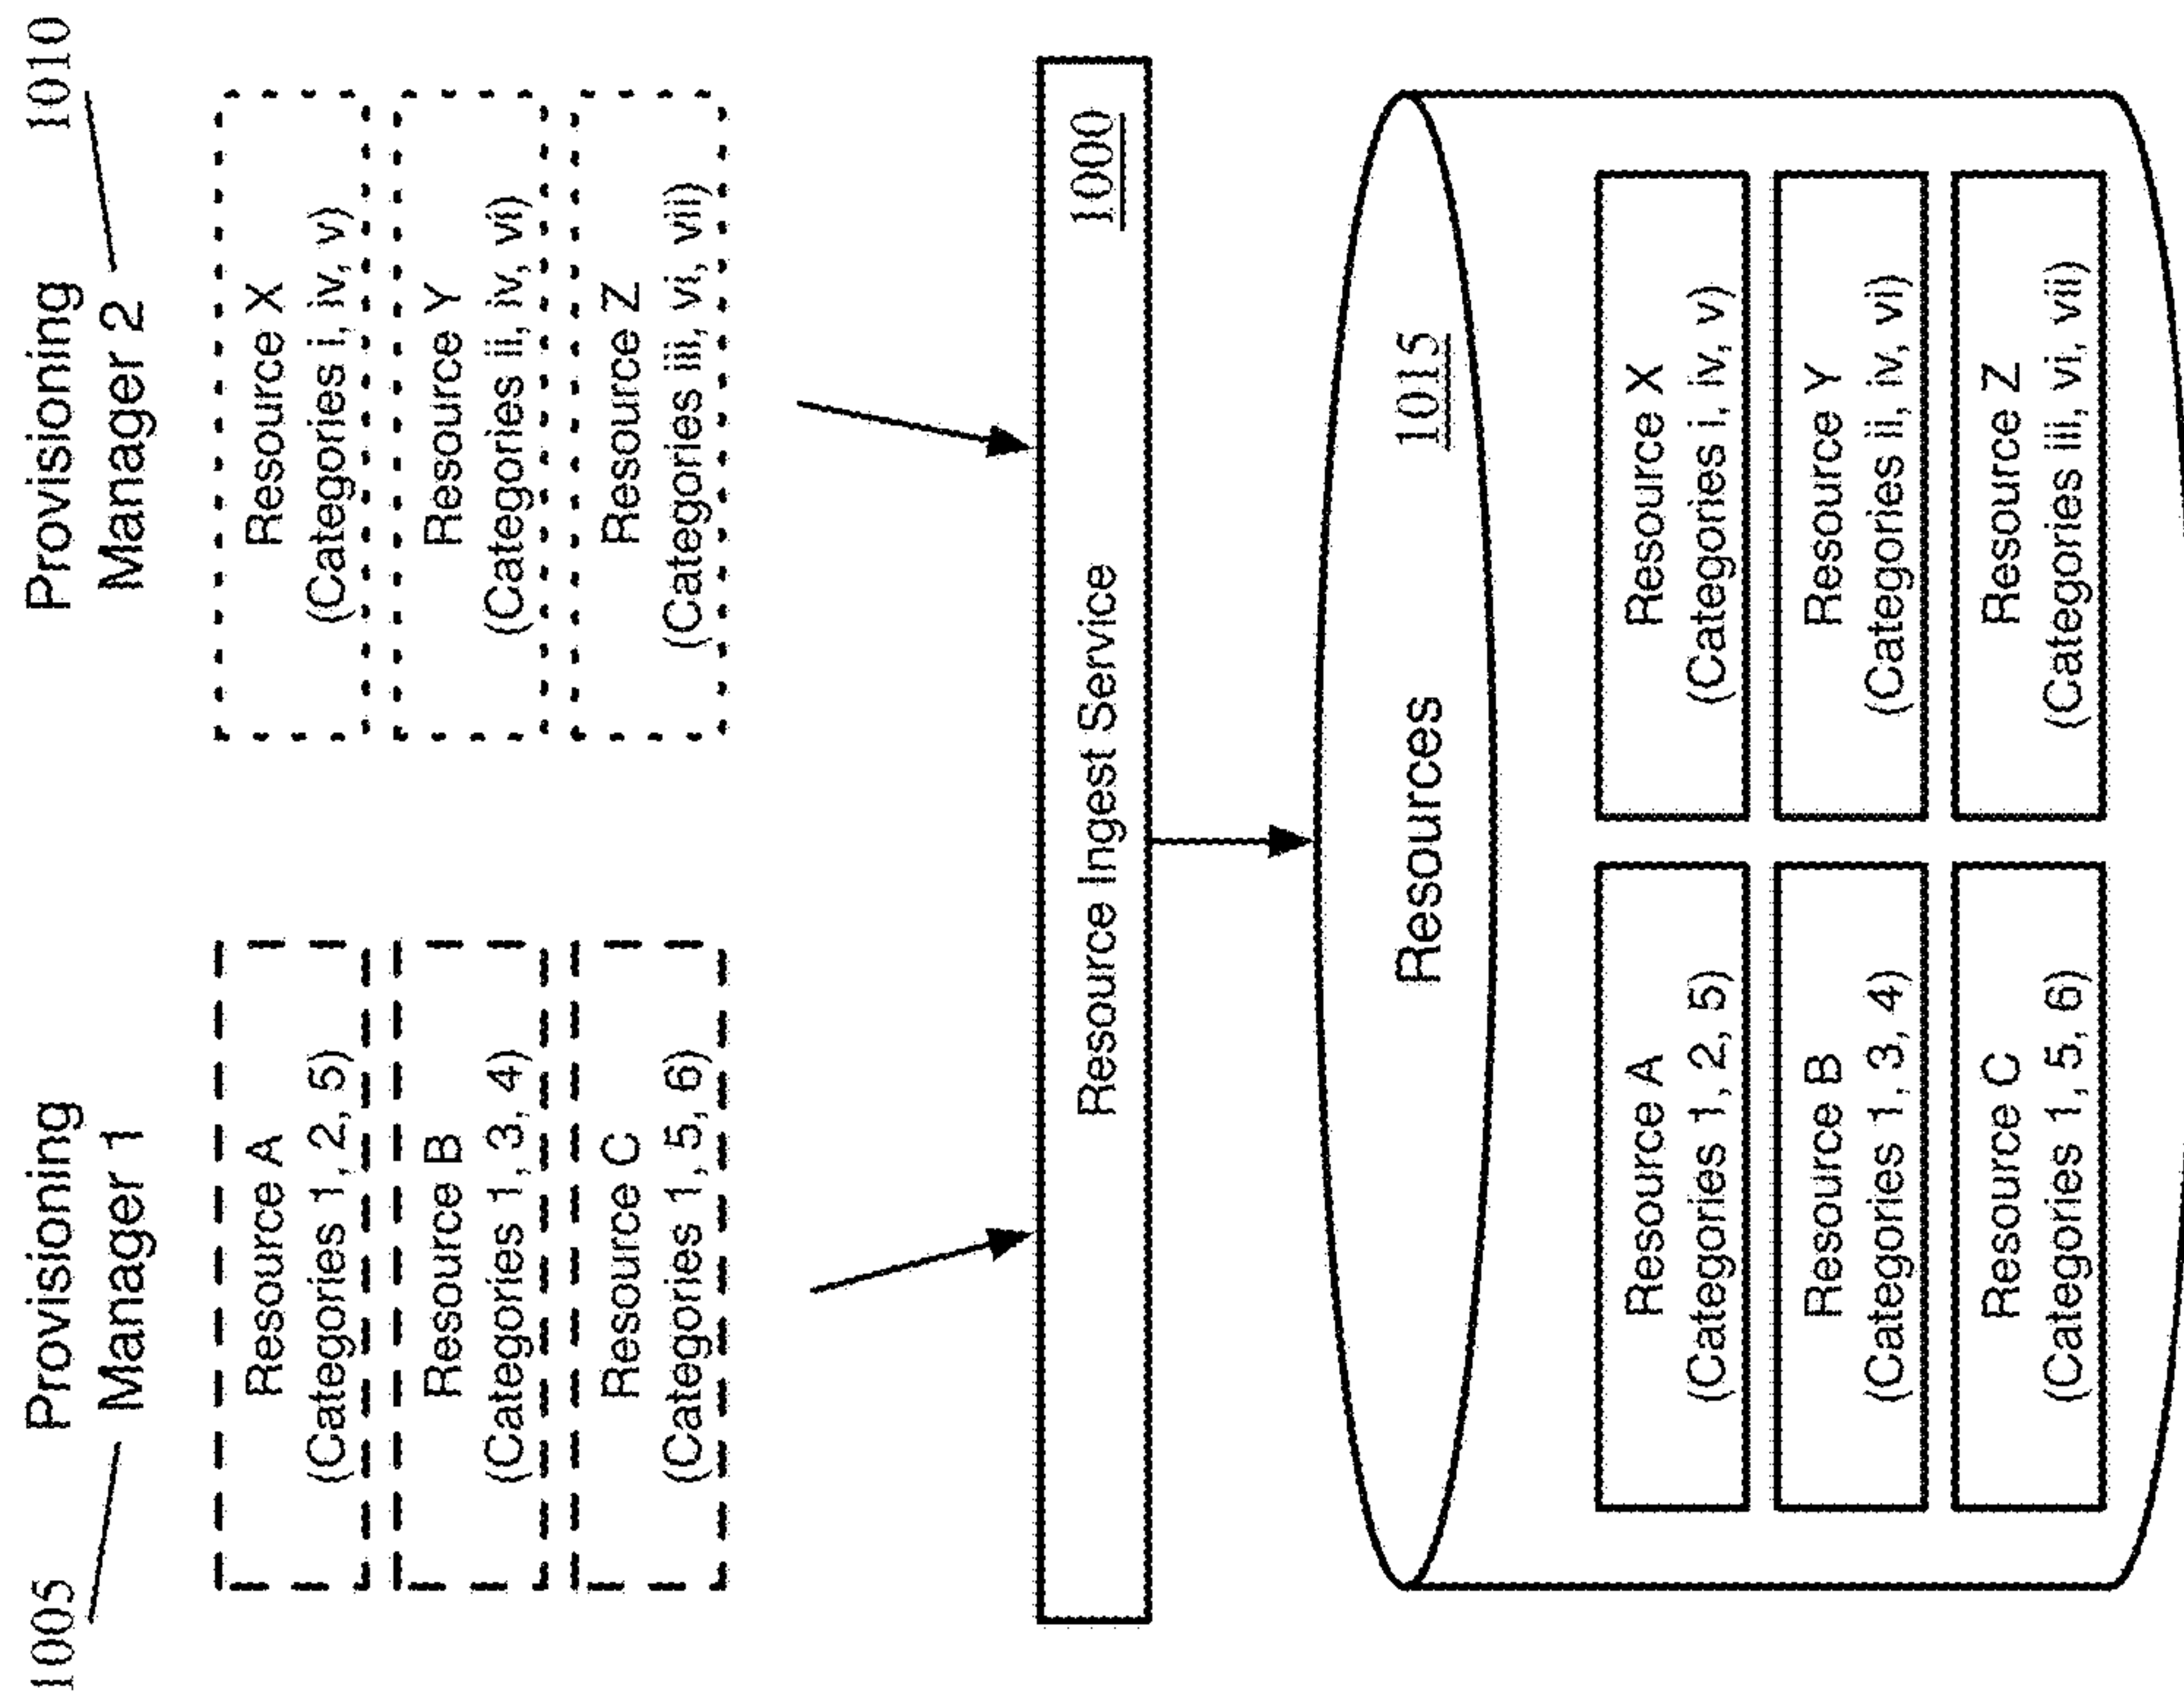 1005
Provisioning
Manager 1
Resource A
(Categories 1, 2, 5)
Resource B
(Categories 1, 3, 4)
Resource C
(Categories 1, 5, 6)
Provisioning
Manager 2
1010
Resource X
(Categories i, iv, v)
Resource Y
(Categories ii, iv, vi)
Resource Z
(Categories iii, vi, vii)
Resource Ingest Service
1000
Resources
1015
Resource A
(Categories 1, 2, 5)
Resource B
(Categories 1, 3, 4)
Resource C
(Categories 1, 5, 6)
Resource X
(Categories i, iv, v)
Resource Y
(Categories ii, iv, vi)
Resource Z
(Categories iii, vi, vii)